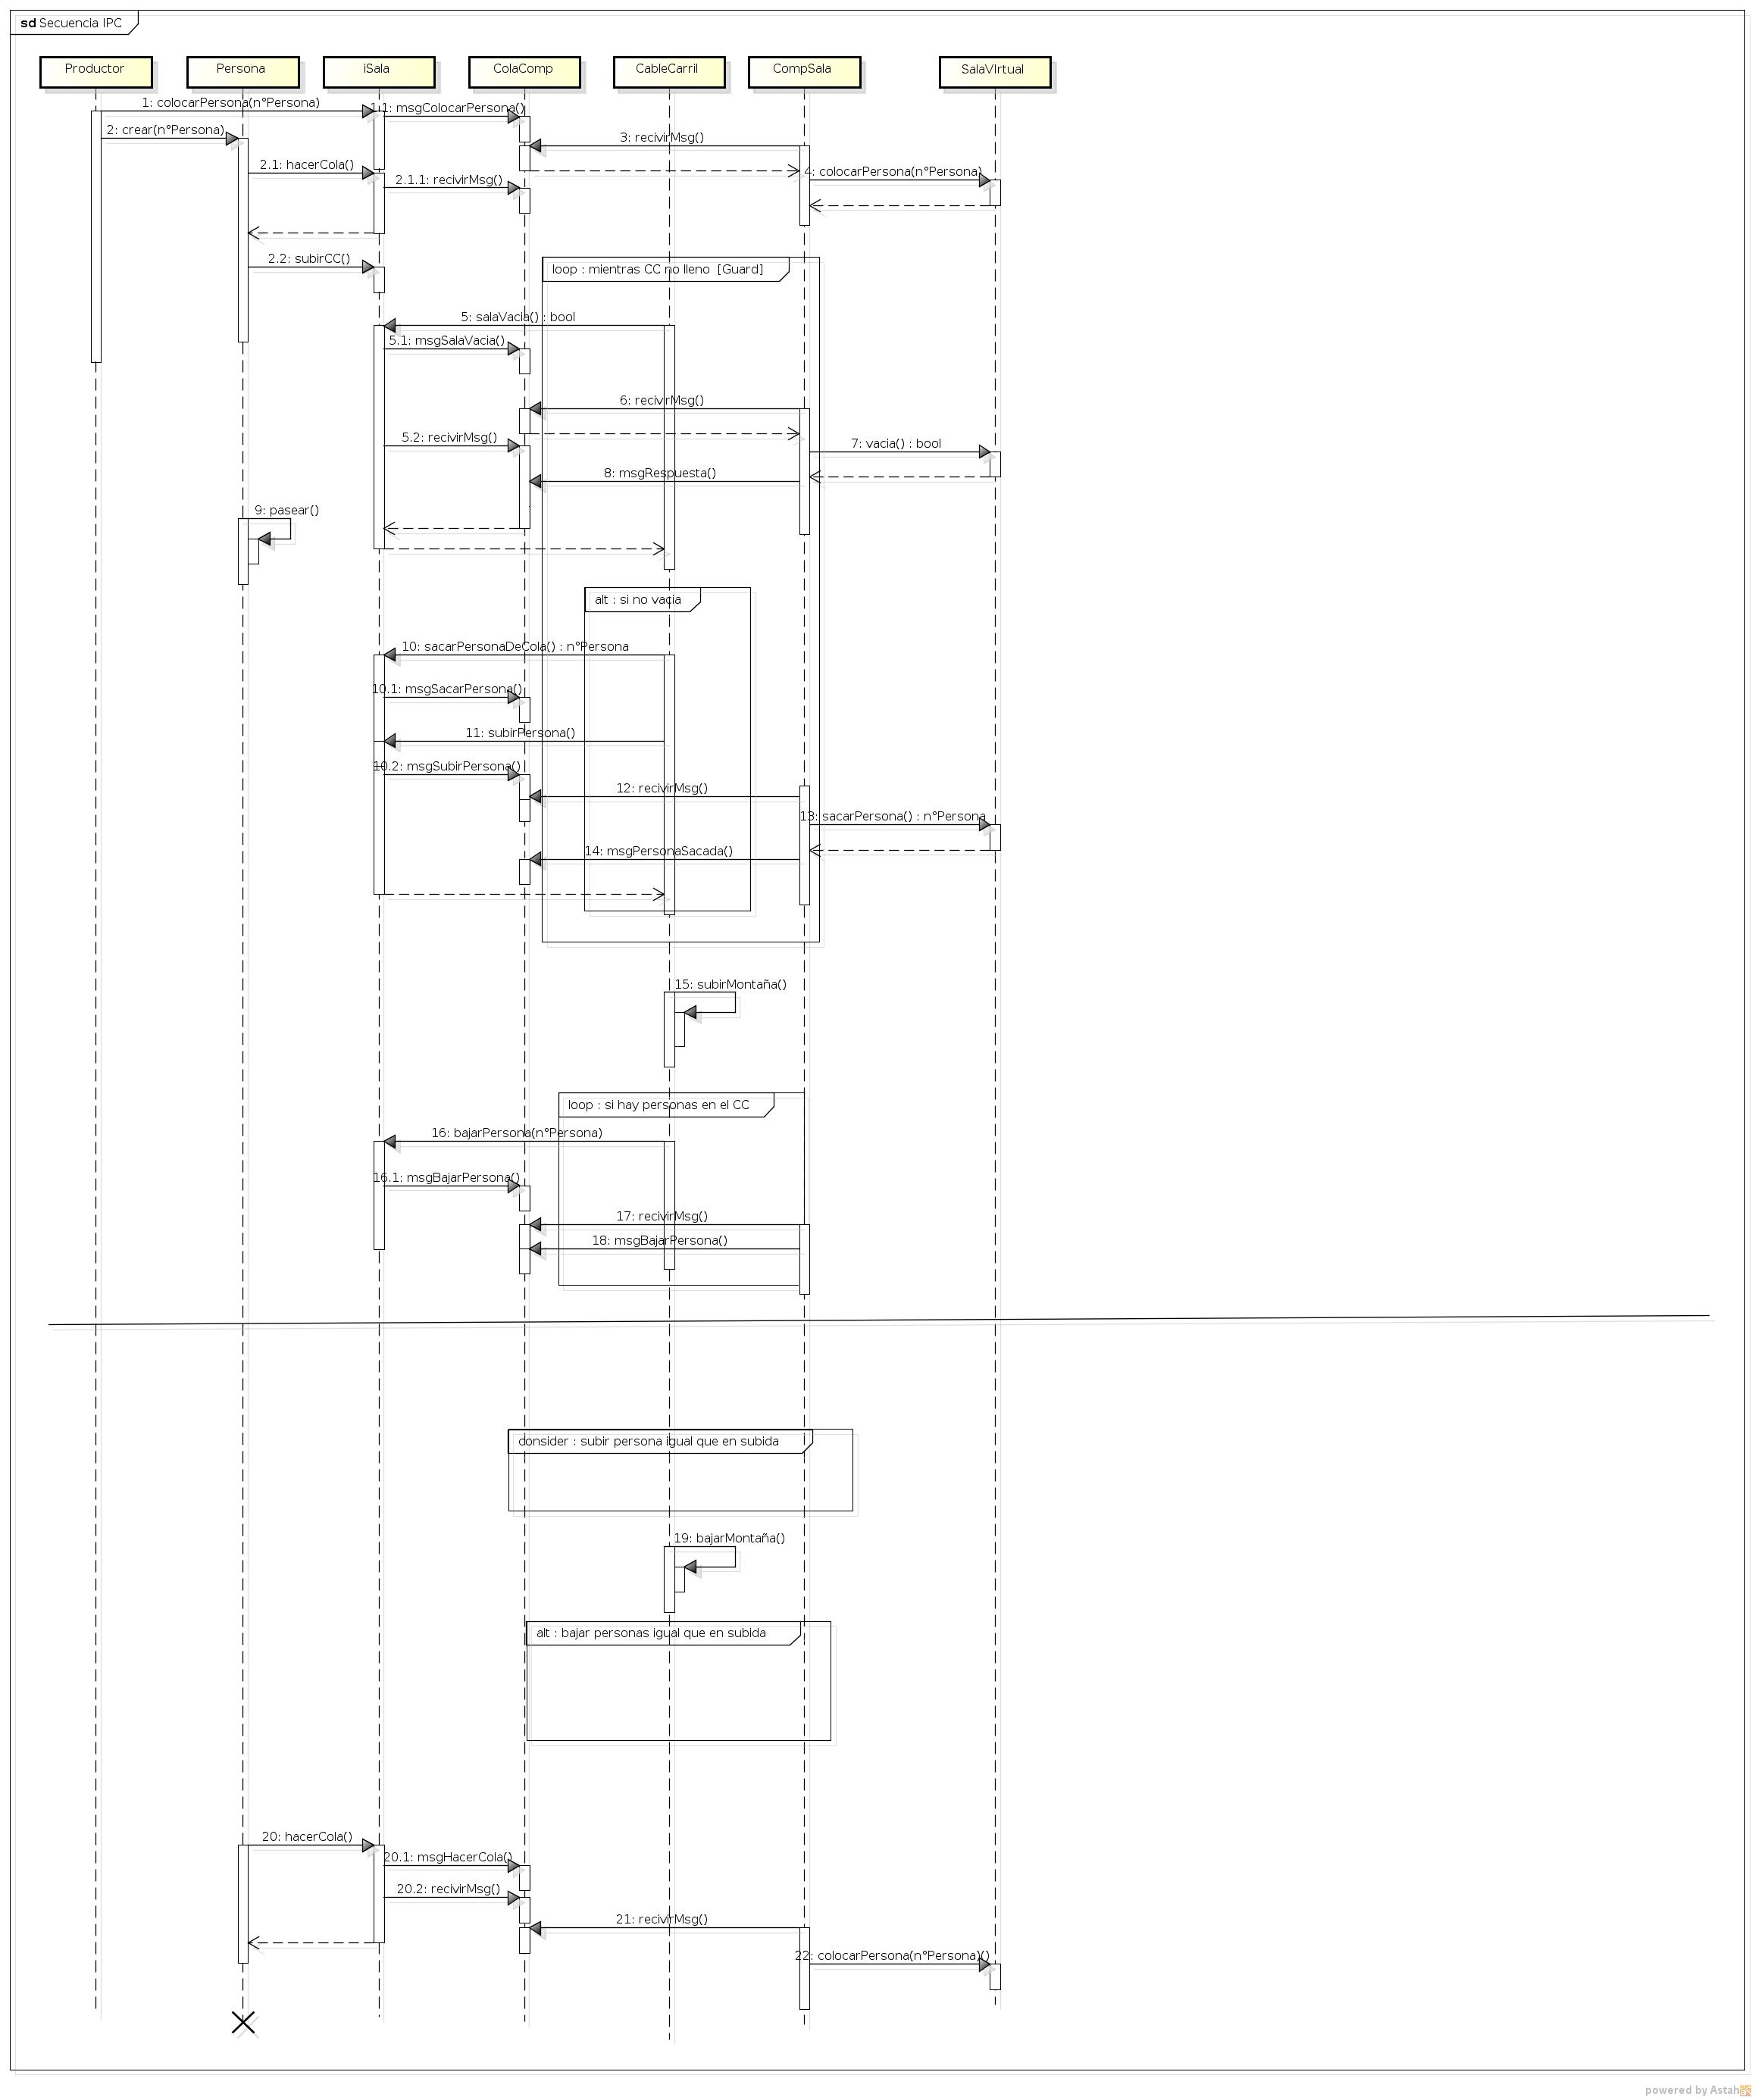 sd Secuencia IPC
Productor
Persona
iSala
ColaComp
CableCarril
CompSala
SalaVIrtual
1: colocarPersona(n°Persona)
1.1: msgColocarPersona()
2: crear(n°Persona)
3: recivirMsg()
2.1: hacerCola()
4: colocarPersona(n°Persona)
2.1.1: recivirMsg()
2.2: subirCC()
loop : mientras CC no lleno [Guard]
5: salaVacia() : bool
5.1: msgSalaVacia()
6: recivirMsg()
5.2: recivirMsg()
7: vacia() : bool
8: msgRespuesta()
9: pasear()
alt : si no vacia
10: sacarPersonaDeCola() : n°Persona
10.1: msgSacarPersona()
11: subirPersona()
10.2: msgSubirPersona()
12: recivirMsg()
13: sacarPersona() : n°Persona
14: msgPersonaSacada()
15: subirMontaña()
loop : si hay personas en el CC
16: bajarPersona(n°Persona)
16.1: msgBajarPersona()
17: recivirMsg()
18: msgBajarPersona()
consider : subir persona igual que en subida
19: bajarMontaña()
alt : bajar personas igual que en subida
20: hacerCola()
20.1: msgHacerCola()
20.2: recivirMsg()
21: recivirMsg()
22: colocarPersona(n°Persona)()
powered by Astah